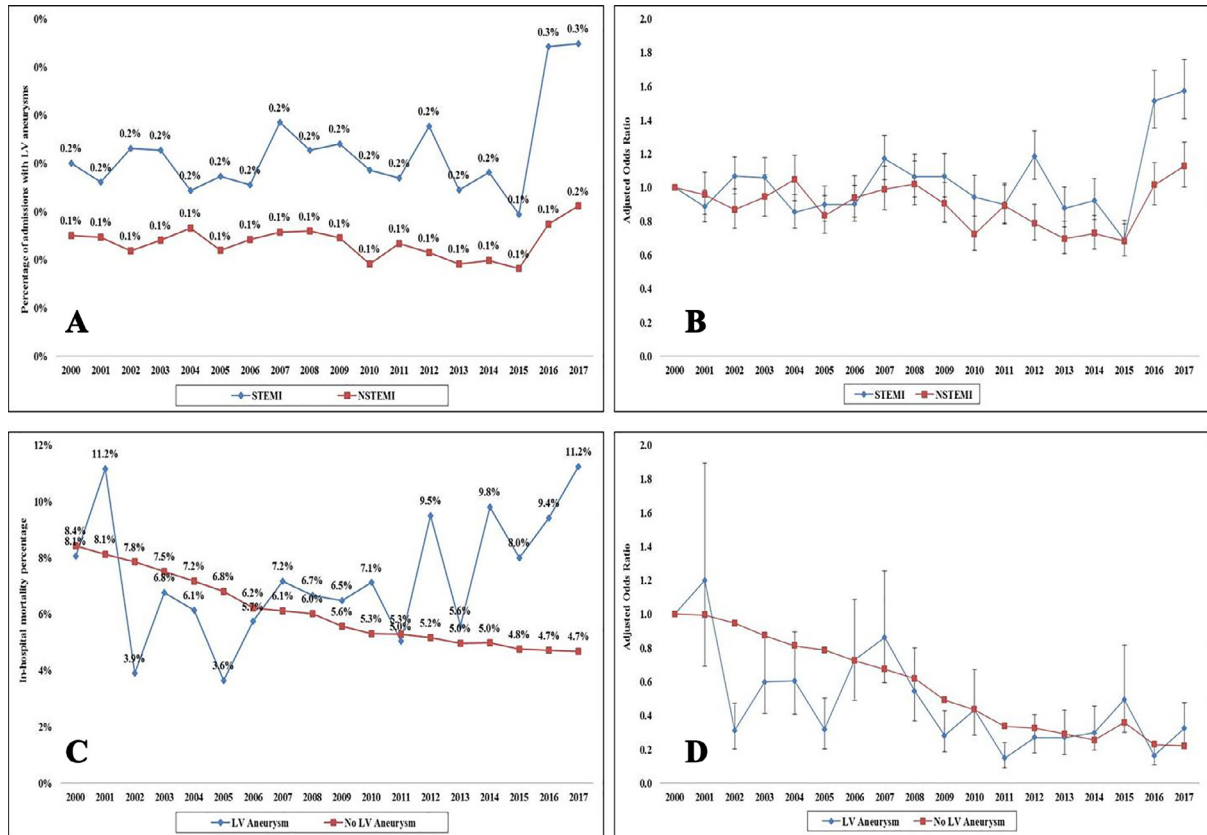 Percentage of admissions with LV aneurysms
0%
0%
0%
0%
0%
0%
0%
0%
0.2% 0.2% 0.2% 0.2% 0.2% 0.2% 0.2% 0.2% 0.2% 0.2% 0.2% 0.2% 0.2% 0.2% 0.2% 0.1% 0.3% 0.3%
0.1% 0.1% 0.1% 0.1% 0.1% 0.1% 0.1% 0.1% 0.1% 0.1% 0.1% 0.1% 0.1% 0.1% 0.1% 0.1% 0.1% 0.2%
A
2000 2001 2002 2003 2004 2005 2006 2007 2008 2009 2010 2011 2012 2013 2014 2015 2016 2017
STEMI NSTEMI
Adjusted Odds Ratio
2.0
1.8
1.6
1.4
1.2
1.0
0.8
0.6
0.4
0.2
0.0
B
2000 2001 2002 2003 2004 2005 2006 2007 2008 2009 2010 2011 2012 2013 2014 2015 2016 2017
STEMI NSTEMI
In-hospital mortality percentage
12%
10%
8%
6%
4%
2%
0%
8.1% 11.2% 3.9% 6.8% 6.1% 3.6% 5.7% 7.2% 6.7% 6.5% 7.1% 5.0% 9.5% 5.6% 9.8% 8.0% 9.4% 11.2%
8.4% 8.1% 7.8% 7.5% 7.2% 6.8% 6.2% 6.1% 6.0% 5.6% 5.3% 5.3% 5.2% 5.0% 5.0% 4.8% 4.7% 4.7%
C
2000 2001 2002 2003 2004 2005 2006 2007 2008 2009 2010 2011 2012 2013 2014 2015 2016 2017
LV Aneurysm No LV Aneurysm
Adjusted Odds Ratio
2.0
1.8
1.6
1.4
1.2
1.0
0.8
0.6
0.4
0.2
0.0
D
2000 2001 2002 2003 2004 2005 2006 2007 2008 2009 2010 2011 2012 2013 2014 2015 2016 2017
LV Aneurysm No LV Aneurysm